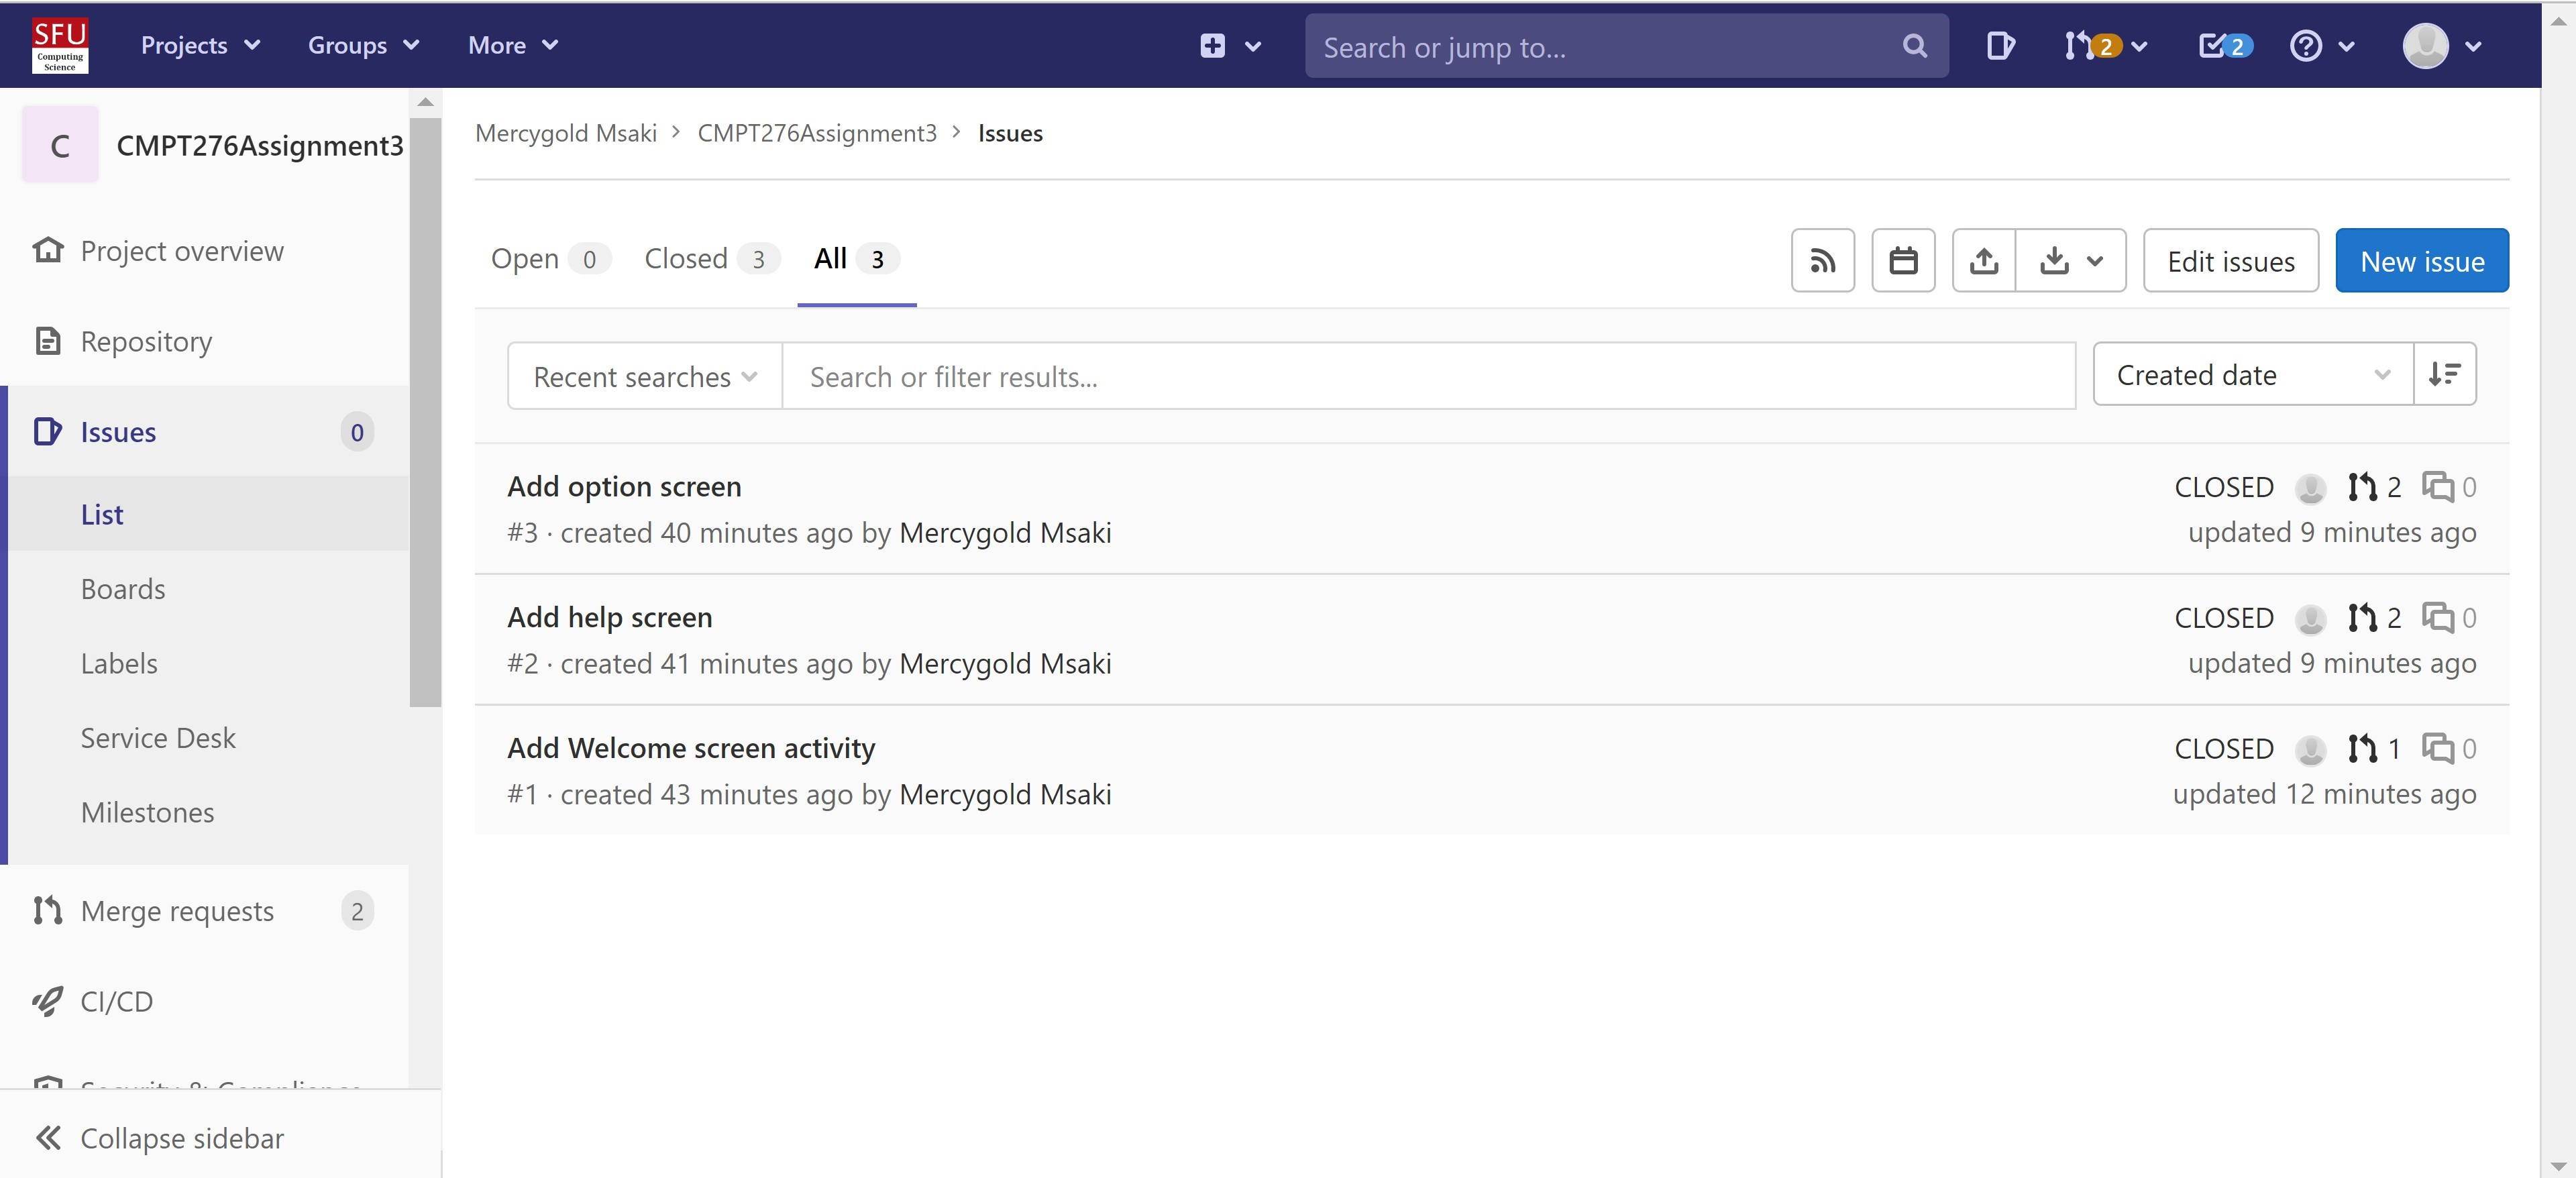 SFU
Computing
Science
Projects
Groups
More
Search or jump to...
2
2
C
CMPT276Assignment3
Project overview
Repository
Issues 0
List
Boards
Labels
Service Desk
Milestones
Merge requests 2
CI/CD
Security & Compliance
Collapse sidebar
Mercygold Msaki > CMPT276Assignment3 > Issues
Open 0 Closed 3 All 3
Edit issues
New issue
Recent searches
Search or filter results...
Created date
Add option screen
#3 · created 40 minutes ago by Mercygold Msaki
CLOSED 2 0
updated 9 minutes ago
Add help screen
#2 · created 41 minutes ago by Mercygold Msaki
CLOSED 2 0
updated 9 minutes ago
Add Welcome screen activity
#1 · created 43 minutes ago by Mercygold Msaki
CLOSED 1 0
updated 12 minutes ago